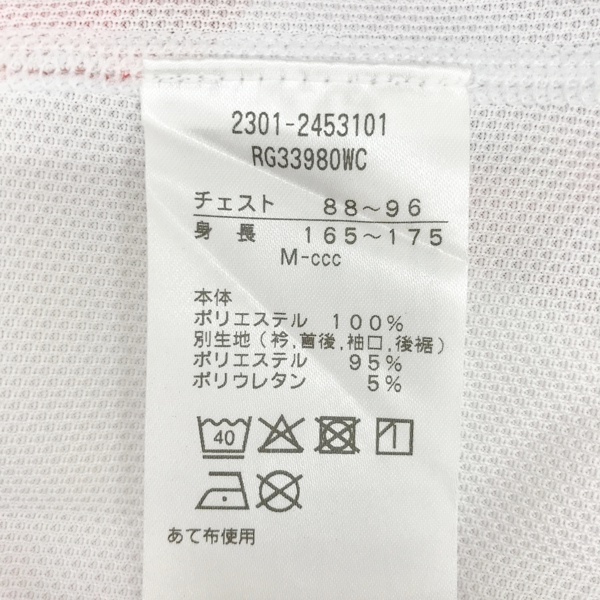 2301-2453101
RG33980WC
チェスト 88～96
身長 165～175
M-ccc
本体
ポリエステル 100%
別生地(衿,首後,袖口,後裾)
ポリエステル 95%
ポリウレタン 5%
40
あて布使用